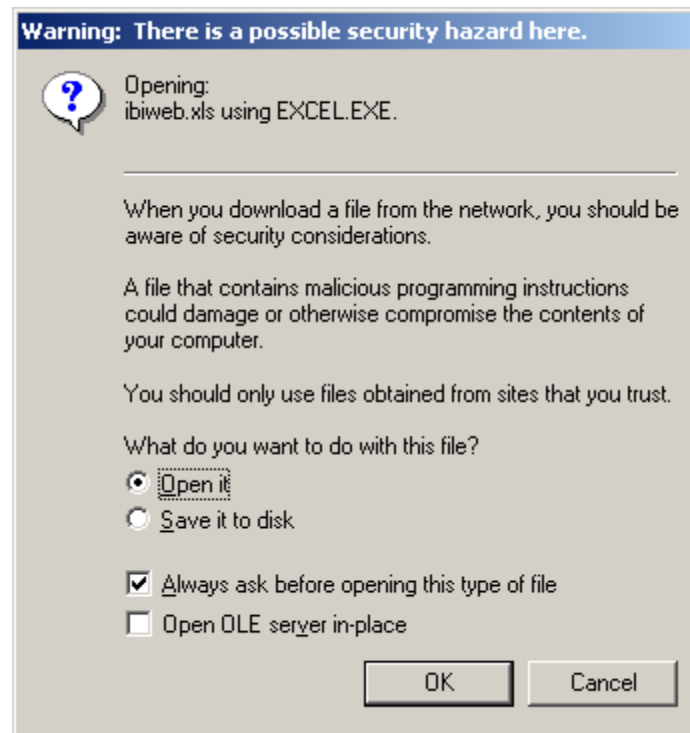 Warning: There is a possible security hazard here.
?
Opening:
ibiweb.xls using EXCEL.EXE.
When you download a file from the network, you should be
aware of security considerations.
A file that contains malicious programming instructions
could damage or otherwise compromise the contents of
your computer.
You should only use files obtained from sites that you trust.
What do you want to do with this file?
Open it
Save it to disk
Always ask before opening this type of file
Open OLE server in-place
OK Cancel